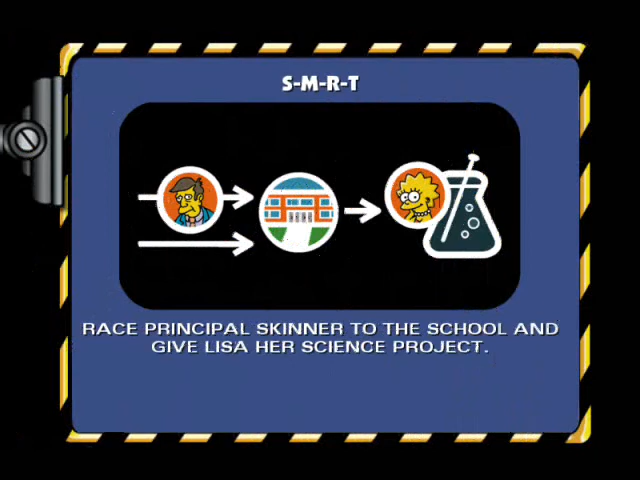 S-M-R-T
RACE PRINCIPAL SKINNER TO THE SCHOOL AND
GIVE LISA HER SCIENCE PROJECT.